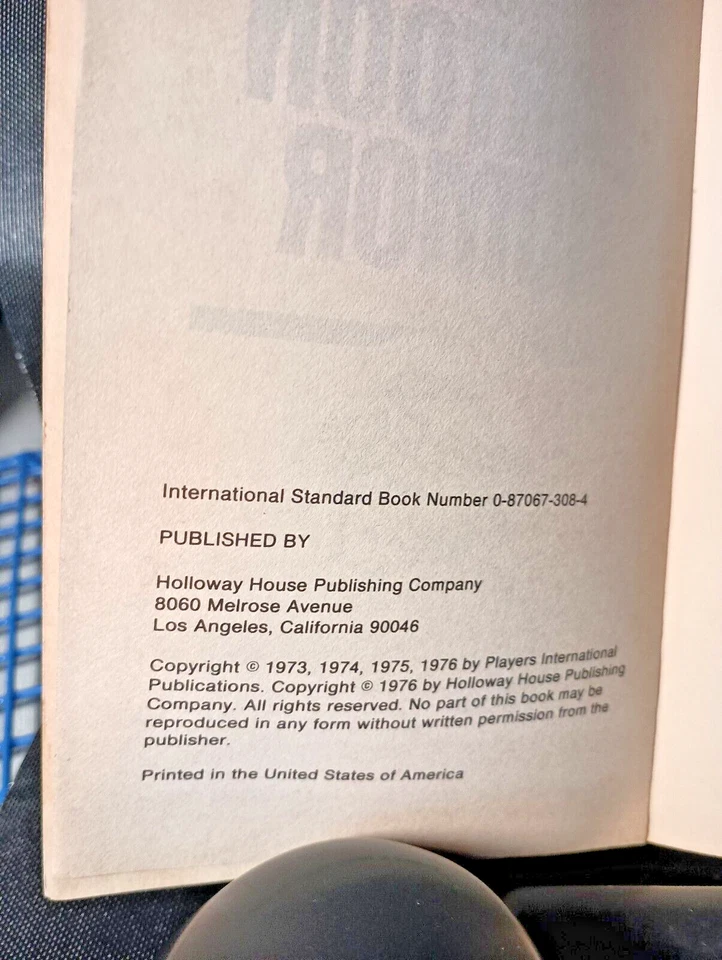 International Standard Book Number 0-87067-308-4
PUBLISHED BY
Holloway House Publishing Company
8060 Melrose Avenue
Los Angeles, California 90046
Copyright © 1973, 1974, 1975, 1976 by Players International
Publications. Copyright © 1976 by Holloway House Publishing
Company. All rights reserved. No part of this book may be
reproduced in any form without written permission from the
publisher.
Printed in the United States of America